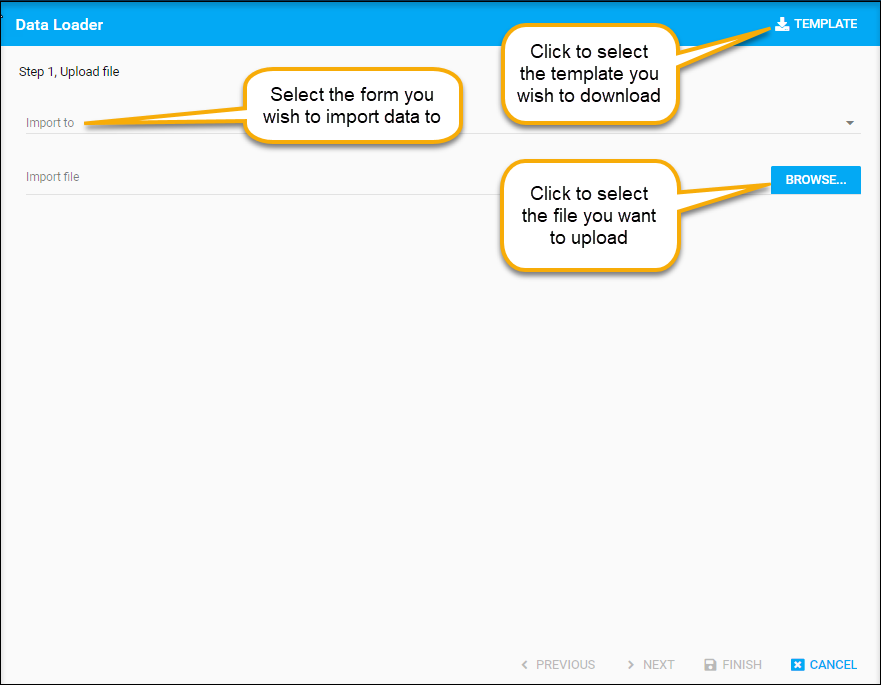 Data Loader
TEMPLATE
Click to select
the template you
wish to download
Step 1, Upload file
Select the form you
wish to import data to
Import to
Import file
BROWSE...
Click to select
the file you want
to upload
PREVIOUS
NEXT
FINISH
CANCEL